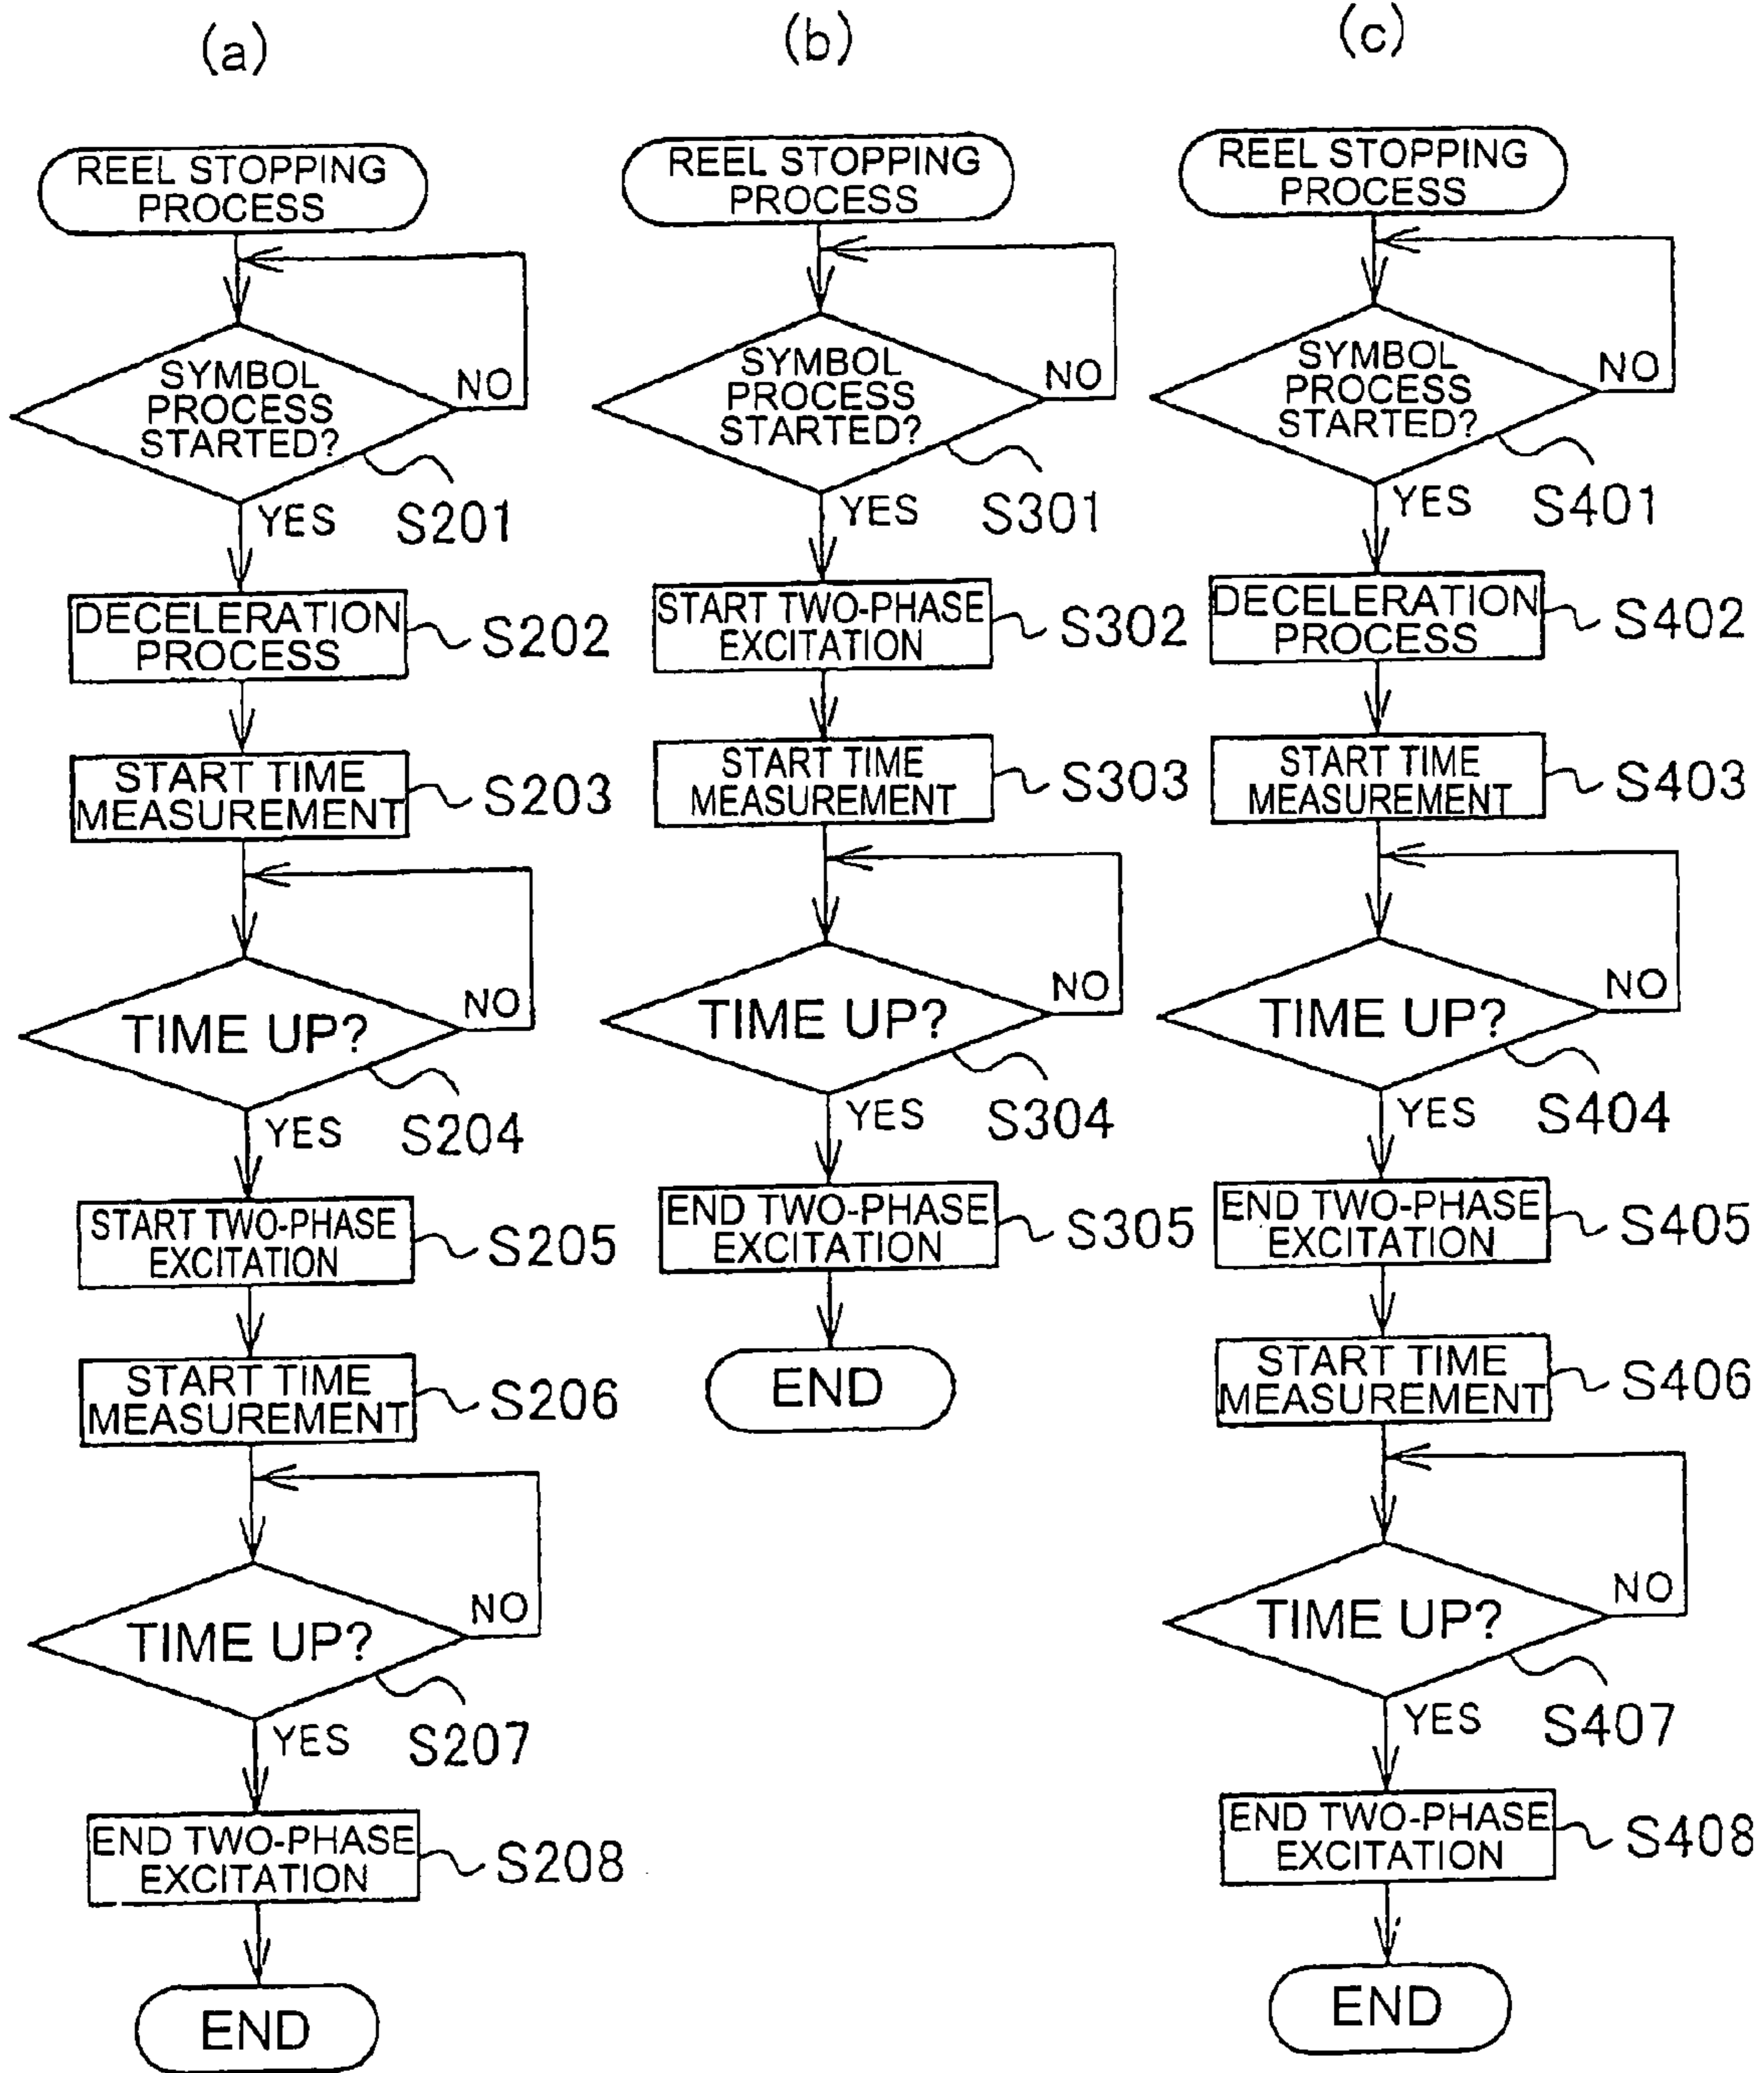 (a)
REEL STOPPING
PROCESS
SYMBOL
PROCESS
STARTED?
NO
YES
S201
DECELERATION
PROCESS
S202
START TIME
MEASUREMENT
S203
TIME UP?
NO
YES
S204
START TWO-PHASE
EXCITATION
S205
START TIME
MEASUREMENT
S206
TIME UP?
NO
YES
S207
END TWO-PHASE
EXCITATION
S208
END
(b)
REEL STOPPING
PROCESS
SYMBOL
PROCESS
STARTED?
NO
YES
S301
START TWO-PHASE
EXCITATION
S302
START TIME
MEASUREMENT
S303
TIME UP?
NO
YES
S304
END TWO-PHASE
EXCITATION
S305
END
(c)
REEL STOPPING
PROCESS
SYMBOL
PROCESS
STARTED?
NO
YES
S401
DECELERATION
PROCESS
S402
START TIME
MEASUREMENT
S403
TIME UP?
NO
YES
S404
END TWO-PHASE
EXCITATION
S405
START TIME
MEASUREMENT
S406
TIME UP?
NO
YES
S407
END TWO-PHASE
EXCITATION
S408
END